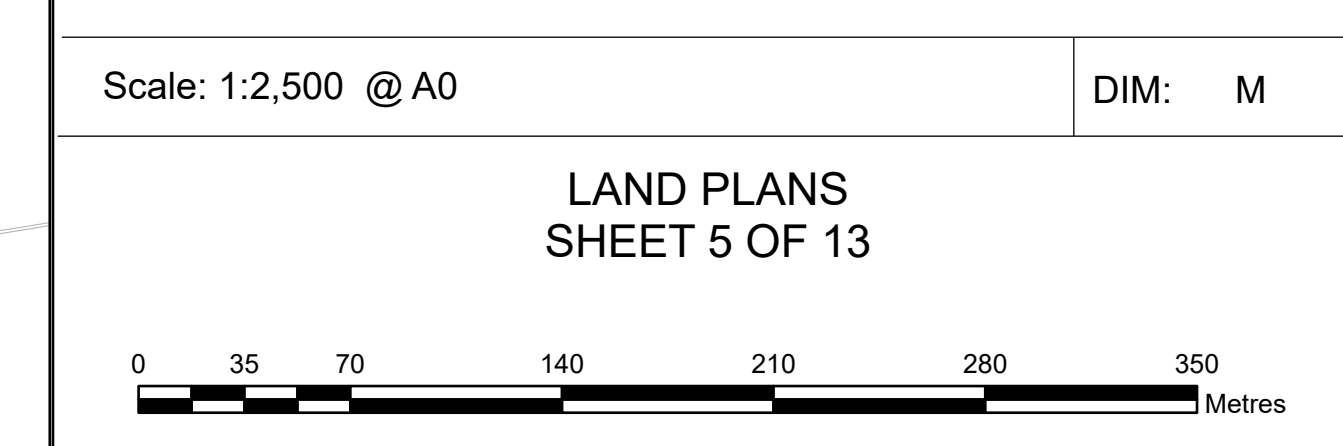 Scale: 1:2,500 @ A0
DIM: M
LAND PLANS
SHEET 5 OF 13
0 35 70 140 210 280 350
Metres